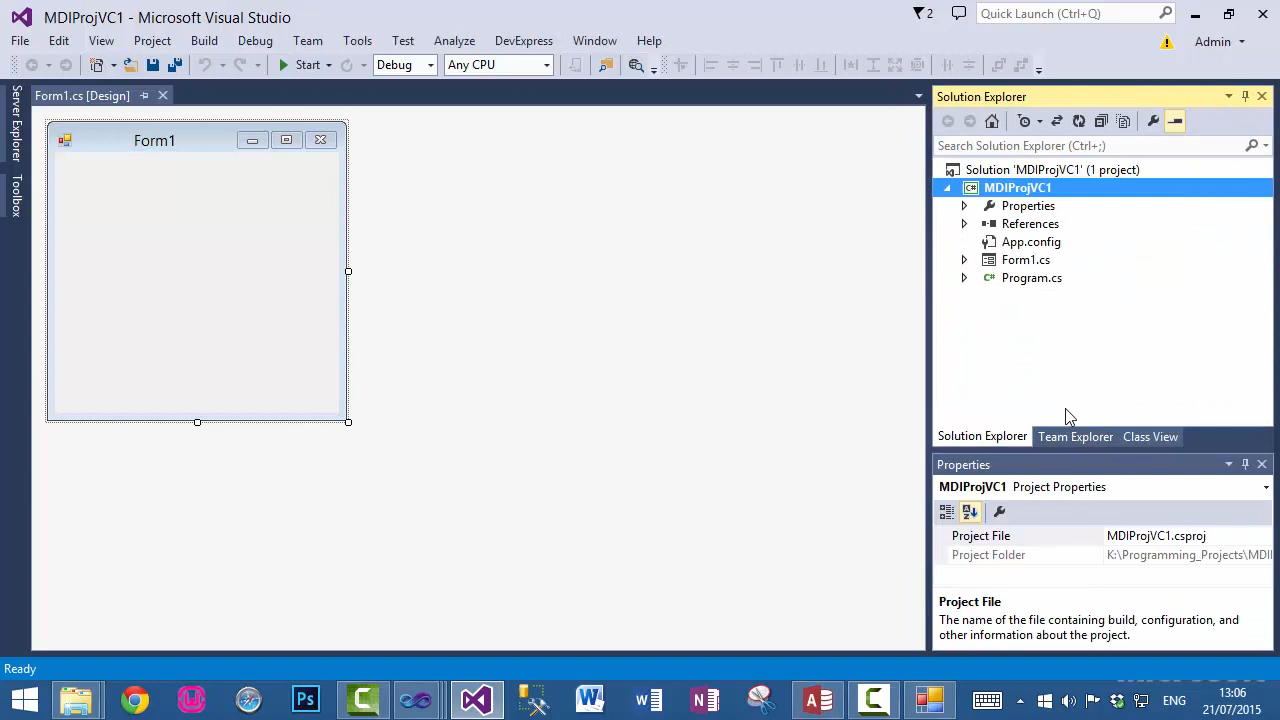 MDIProjVC1 - Microsoft Visual Studio
2
Quick Launch (Ctrl+Q)
File Edit View Project Build Debug Team Tools Test Analyze DevExpress Window Help
Admin
Start
Debug
Any CPU
Server Explorer
Toolbox
Form1.cs [Design]
Form1
Solution Explorer
Search Solution Explorer (Ctrl+;)
Solution 'MDIProjVC1' (1 project)
C# MDIProjVC1
Properties
References
App.config
Form1.cs
C# Program.cs
Solution Explorer Team Explorer Class View
Properties
MDIProjVC1 Project Properties
Project File MDIProjVC1.csproj
Project Folder K:\Programming_Projects\MDI
Project File
The name of the file containing build, configuration, and
other information about the project.
Ready
ENG
13:06
21/07/2015